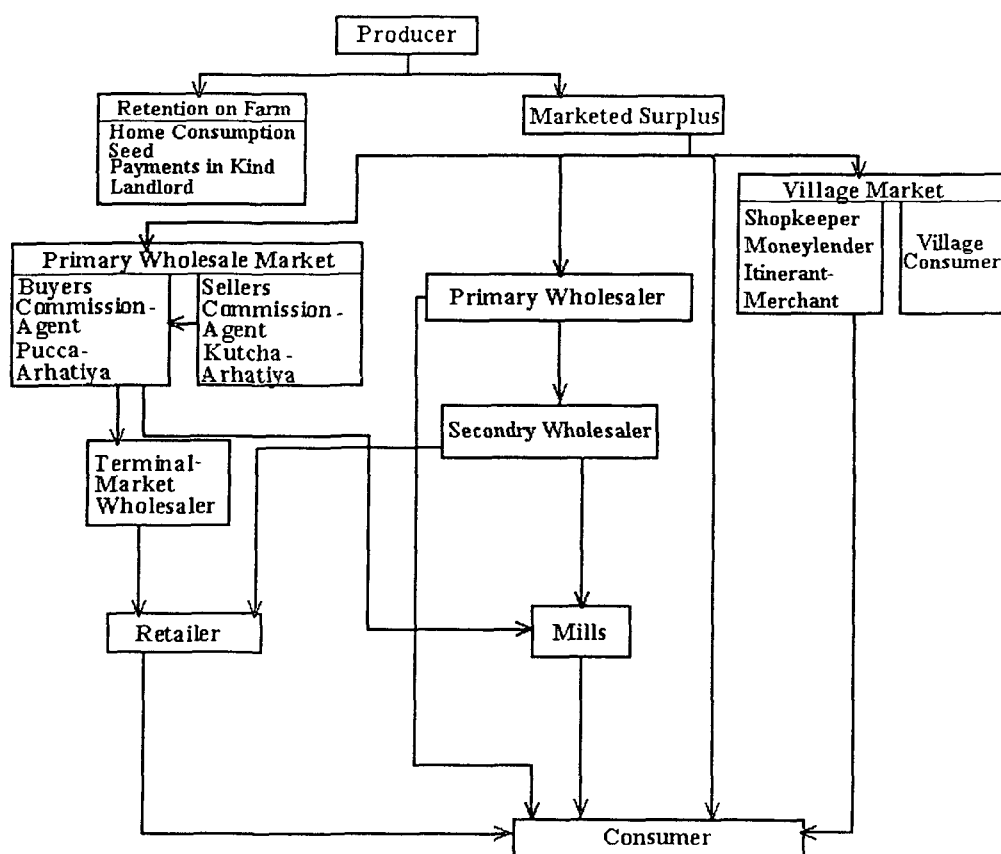 Producer
Retention on Farm
Home Consumption
Seed
Payments in Kind
Landlord
Marketed Surplus
Village Market
Shopkeeper
Moneylender
Itinerant-
Merchant
Village
Consumer
Primary Wholesale Market
Buyers
Commission-
Agent
Pucca-
Arhatiya
Sellers
Commission-
Agent
Kutcha-
Arhatiya
Primary Wholesaler
Secondry Wholesaler
Terminal-
Market
Wholesaler
Retailer
Mills
Consumer